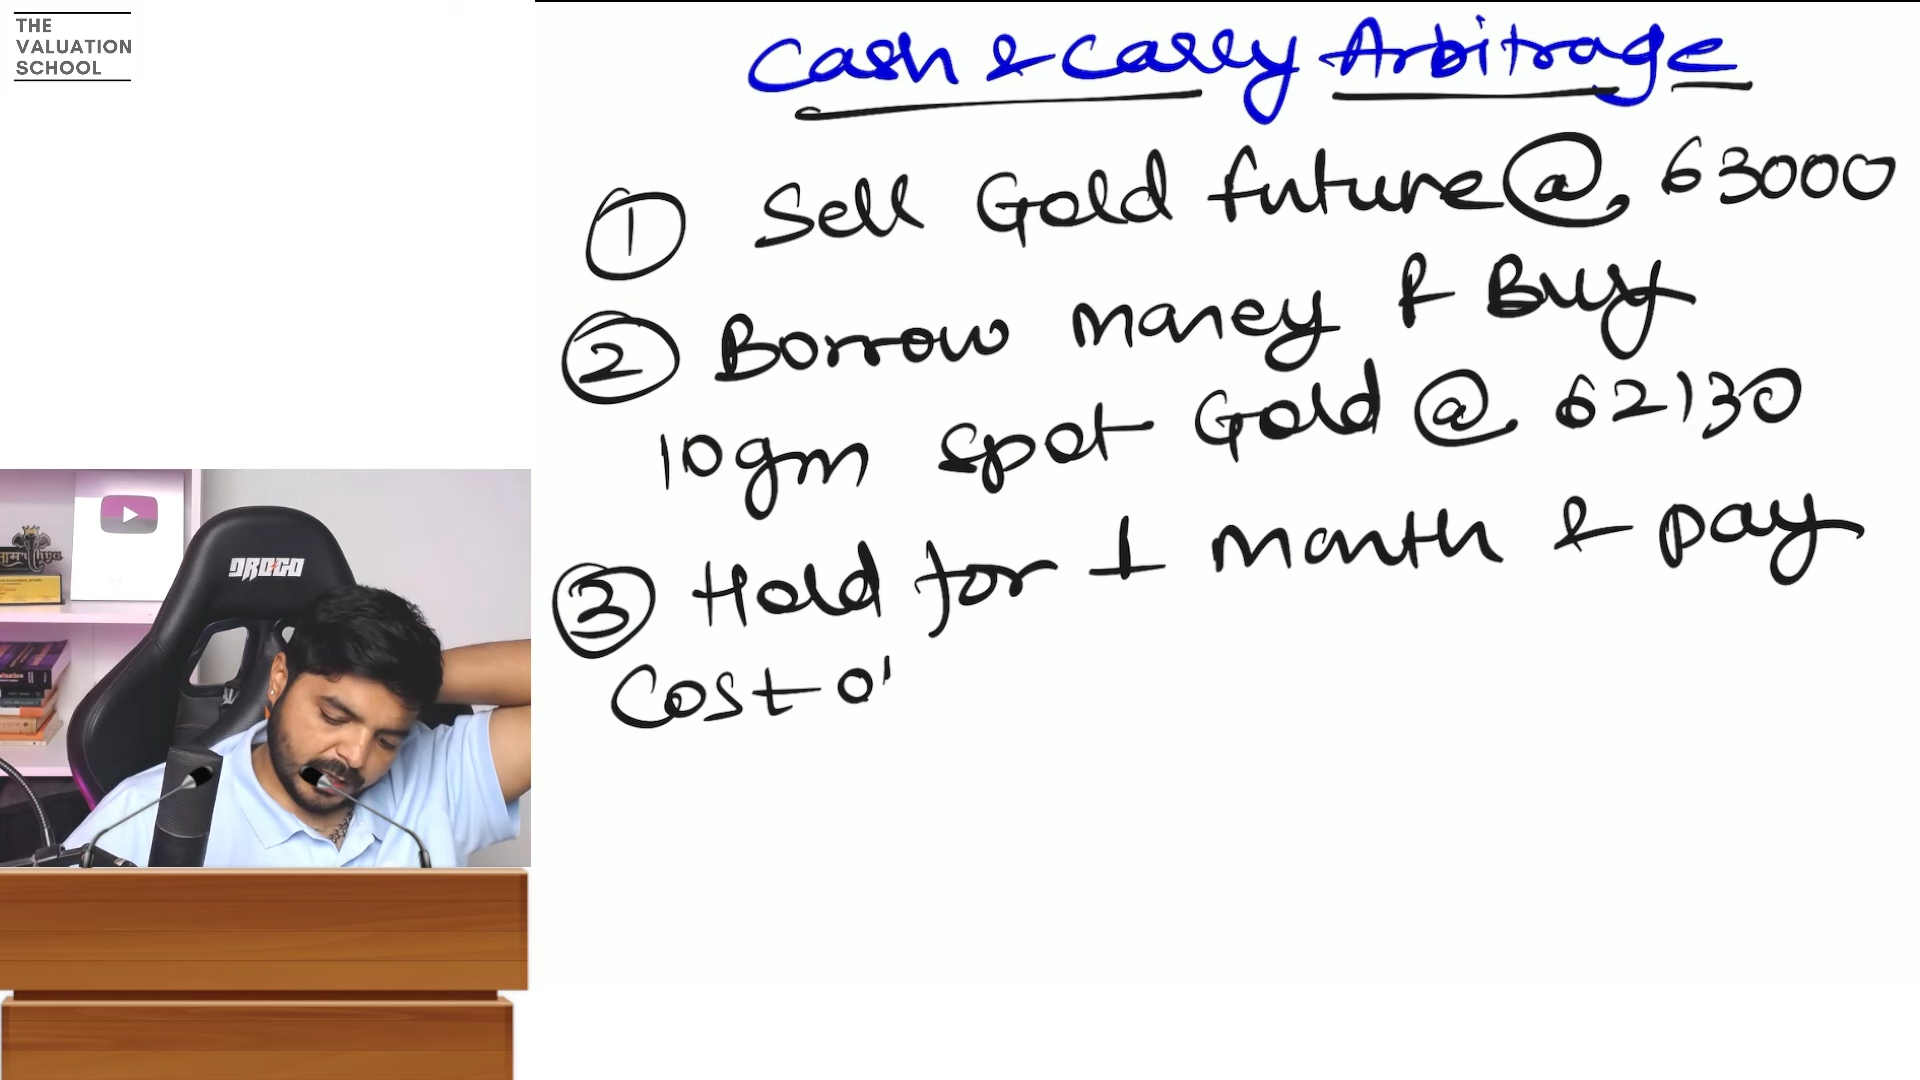 THE
VALUATION
SCHOOL
Cash & Carry Arbitrage
① Sell Gold future @ 63000
② Borrow money & Buy
10gm spot Gold @ 62130
③ Hold for 1 month & pay
Cost o
DROGO